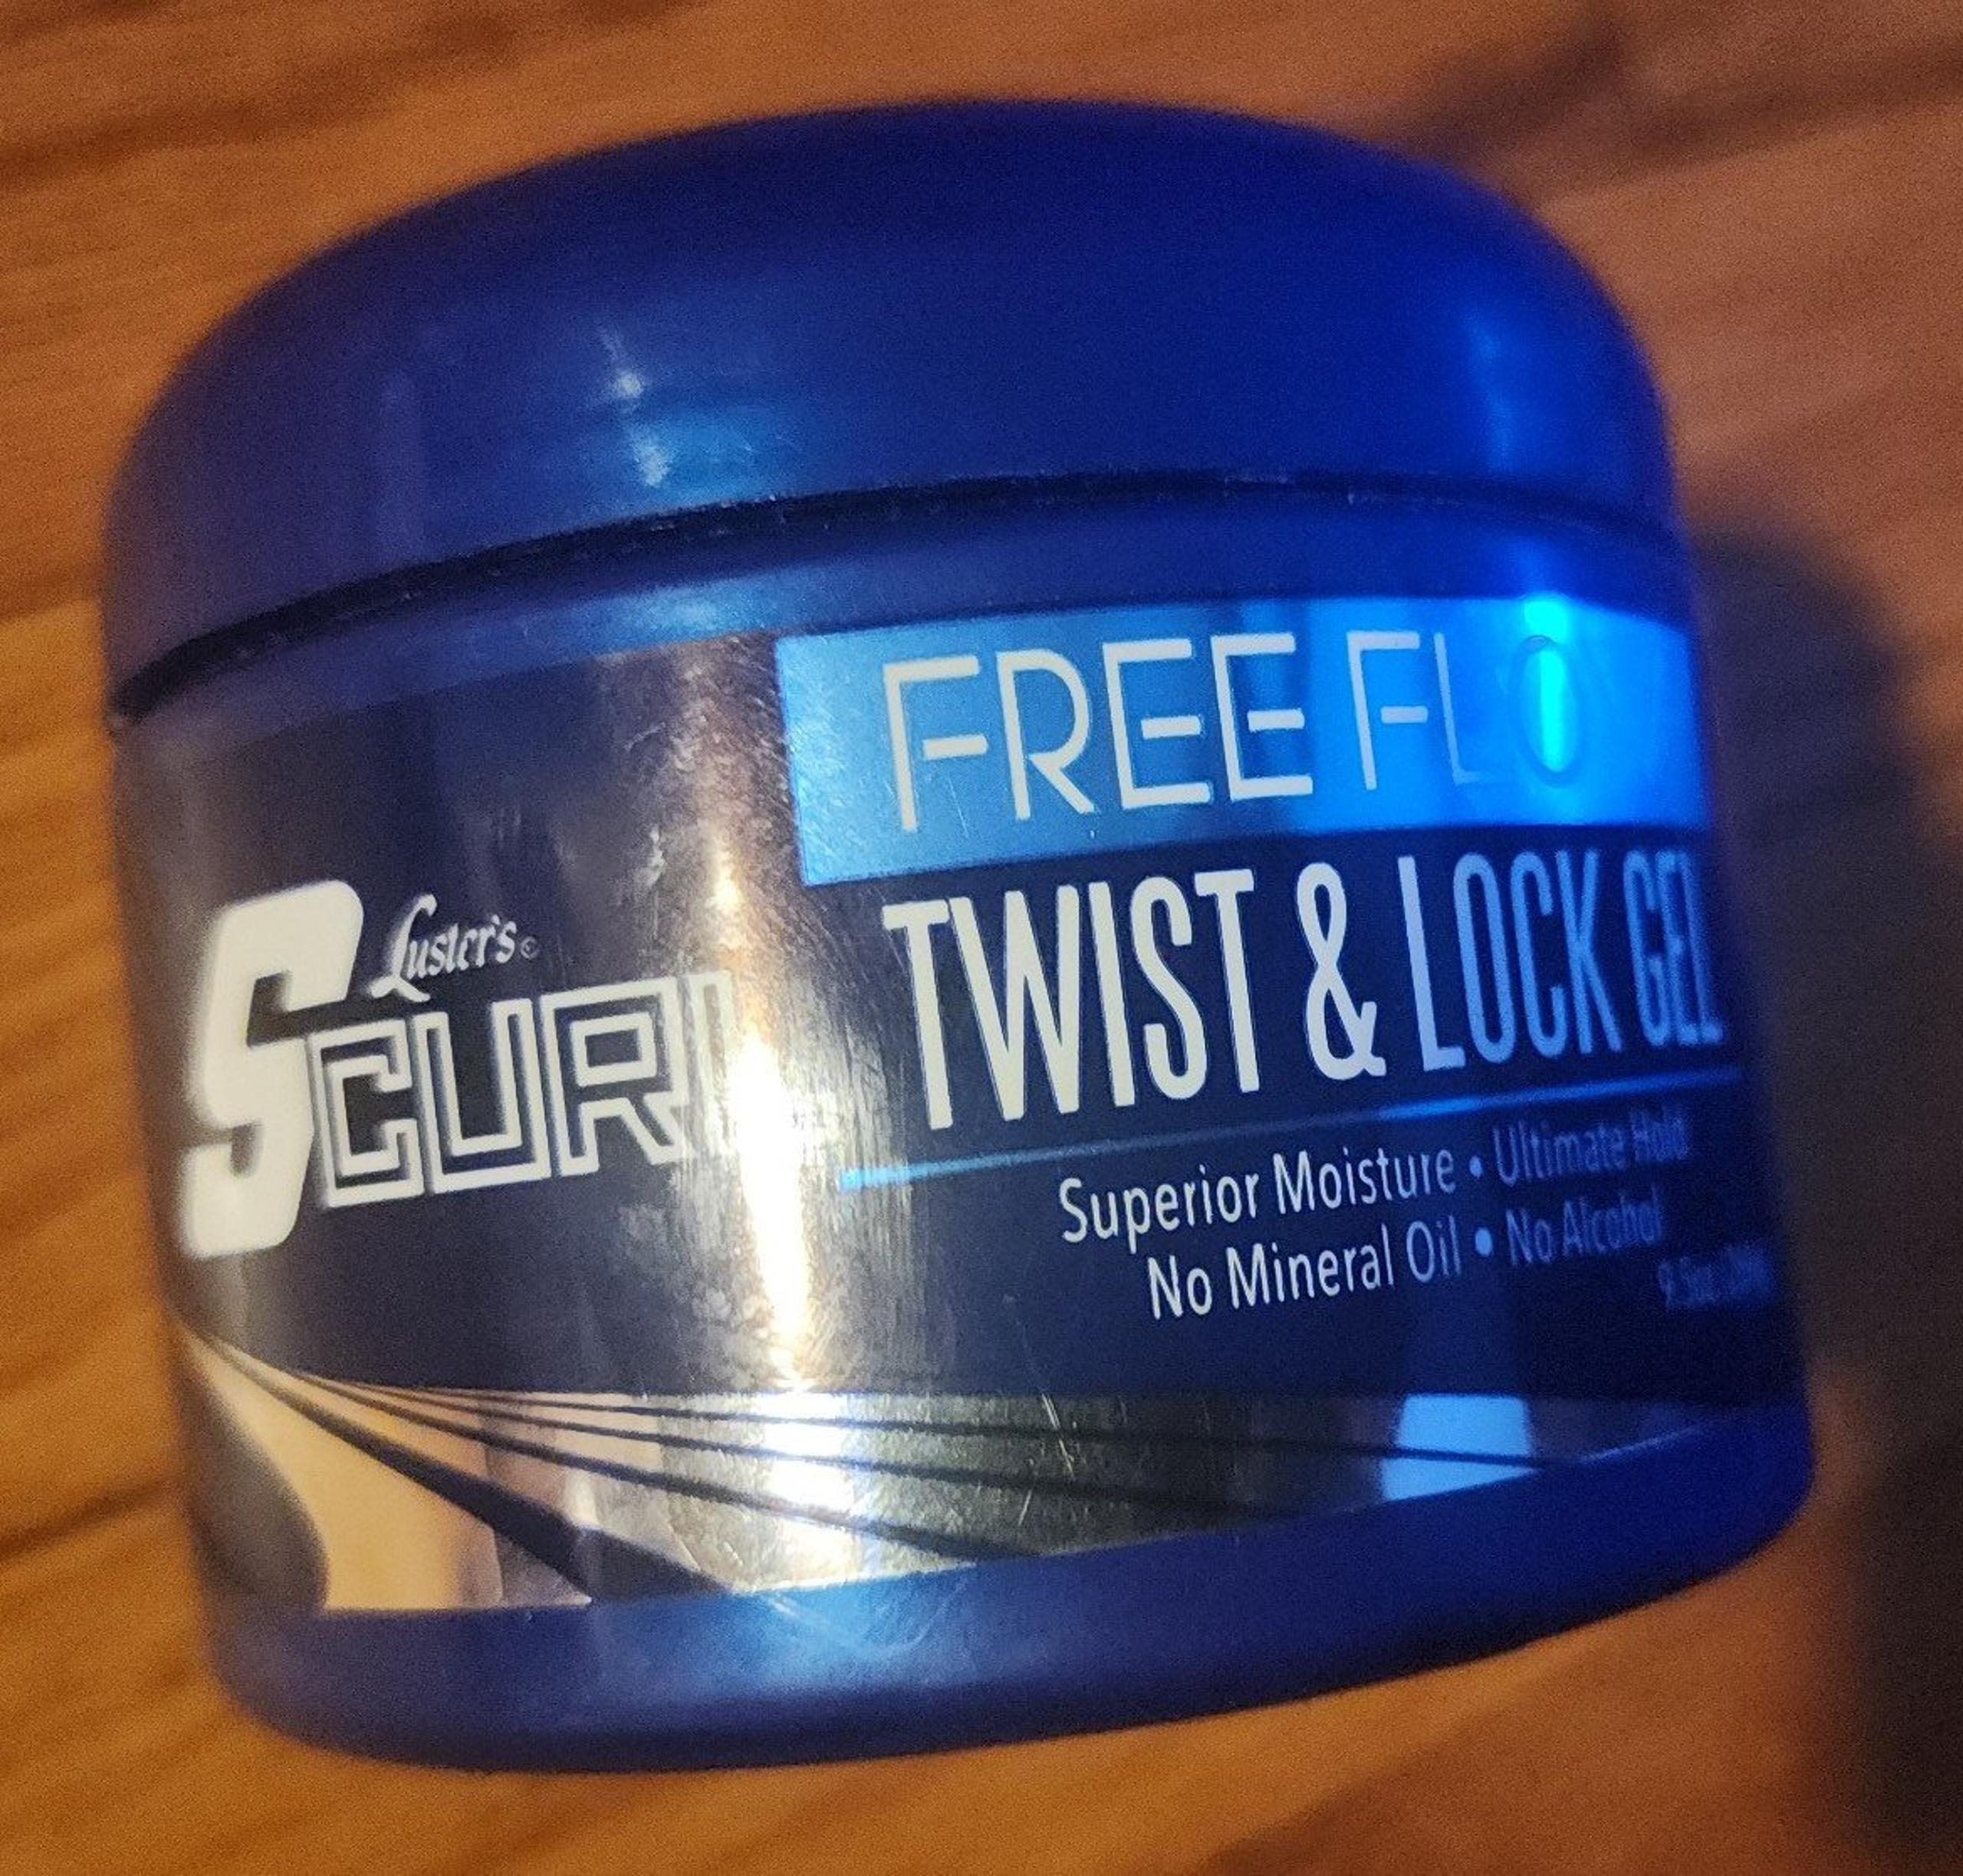 FREE FLO
TWIST & LOCK GEL
Luster's©
SCURL
Superior Moisture • Ultimate Hold
No Mineral Oil • No Alcohol